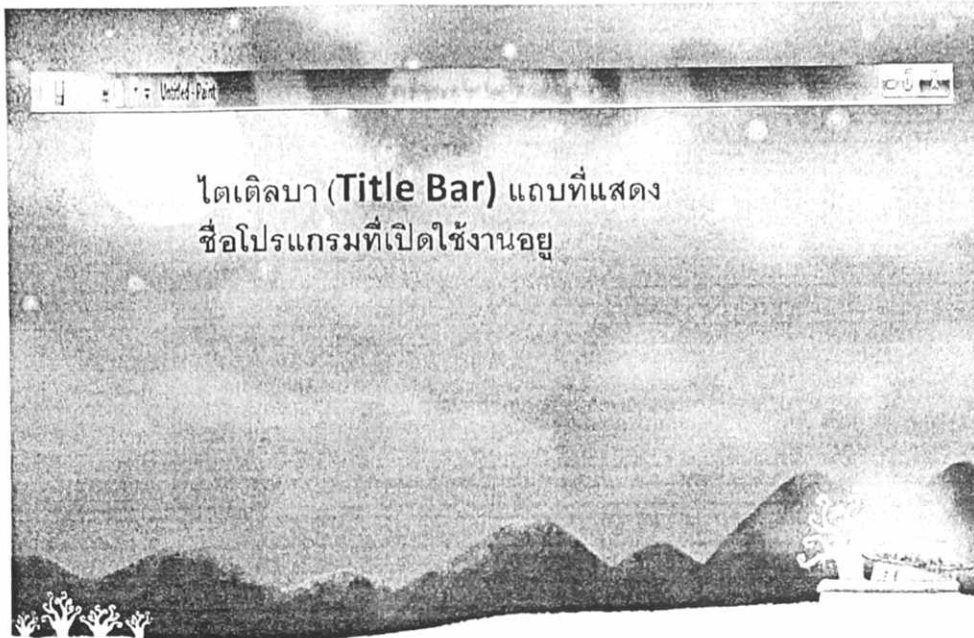 Untitled - Paint
ไตเติลบา (Title Bar) แถบที่แสดง
ชื่อโปรแกรมที่เปิดใช้งานอยู